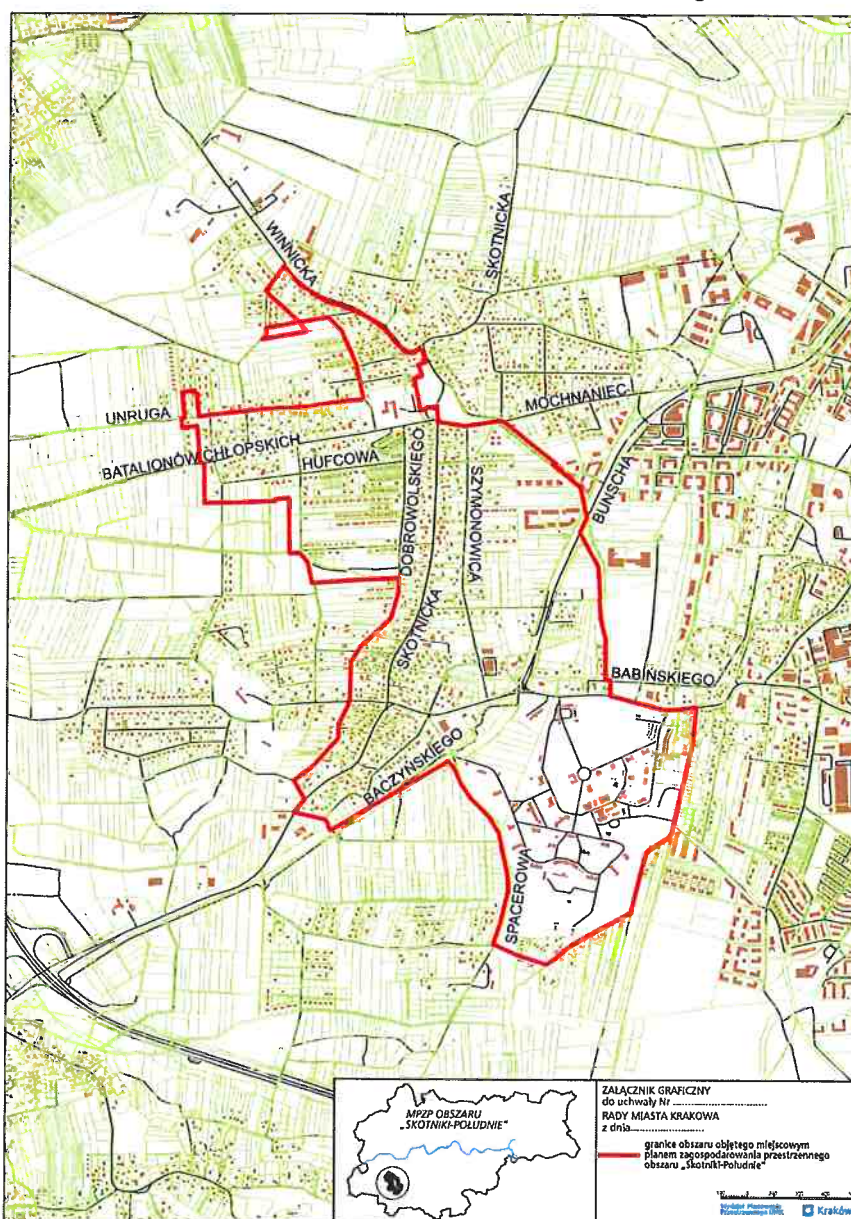 WINNICKA
SKOTNICKA
UNRUGA
MOCHNANIEC
BATALIONÓW CHŁOPSKICH
HUFCOWA
DOBROWOLSKIEGO
SZYMONOWICA
BUNSCHA
SKOTNICKA
BABIŃSKIEGO
BACZYŃSKIEGO
SPACEROWA
MPZP OBSZARU
„SKOTNIKI-POŁUDNIE"
ZAŁĄCZNIK GRAFICZNY
do uchwały Nr ........................
RADY MIASTA KRAKOWA
z dnia........................
granice obszaru objętego miejscowym
planem zagospodarowania przestrzennego
obszaru „Skotniki-Południe"
Kraków